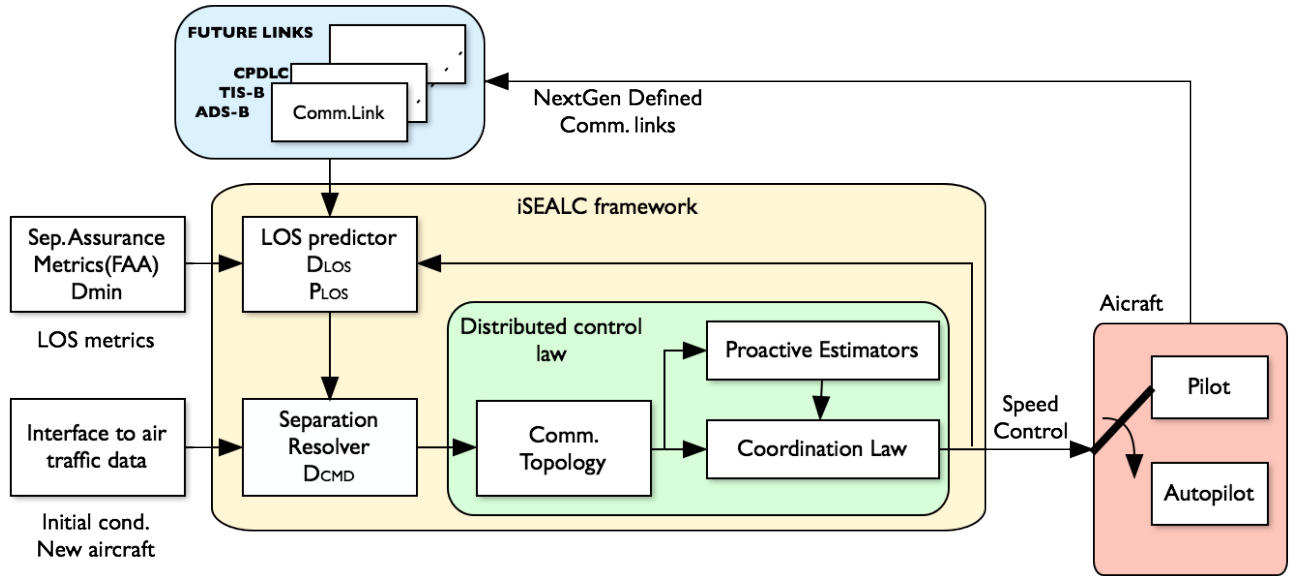 FUTURE LINKS
CPDLC
TIS-B
ADS-B
Comm.Link
NextGen Defined
Comm. links
iSEALC framework
Sep.Assurance
Metrics(FAA)
Dmin
LOS metrics
LOS predictor
DLOS
PLOS
Distributed control
law
Proactive Estimators
Aicraft
Pilot
Interface to air
traffic data
Initial cond.
New aircraft
Separation
Resolver
DCMD
Comm.
Topology
Coordination Law
Speed
Control
Autopilot